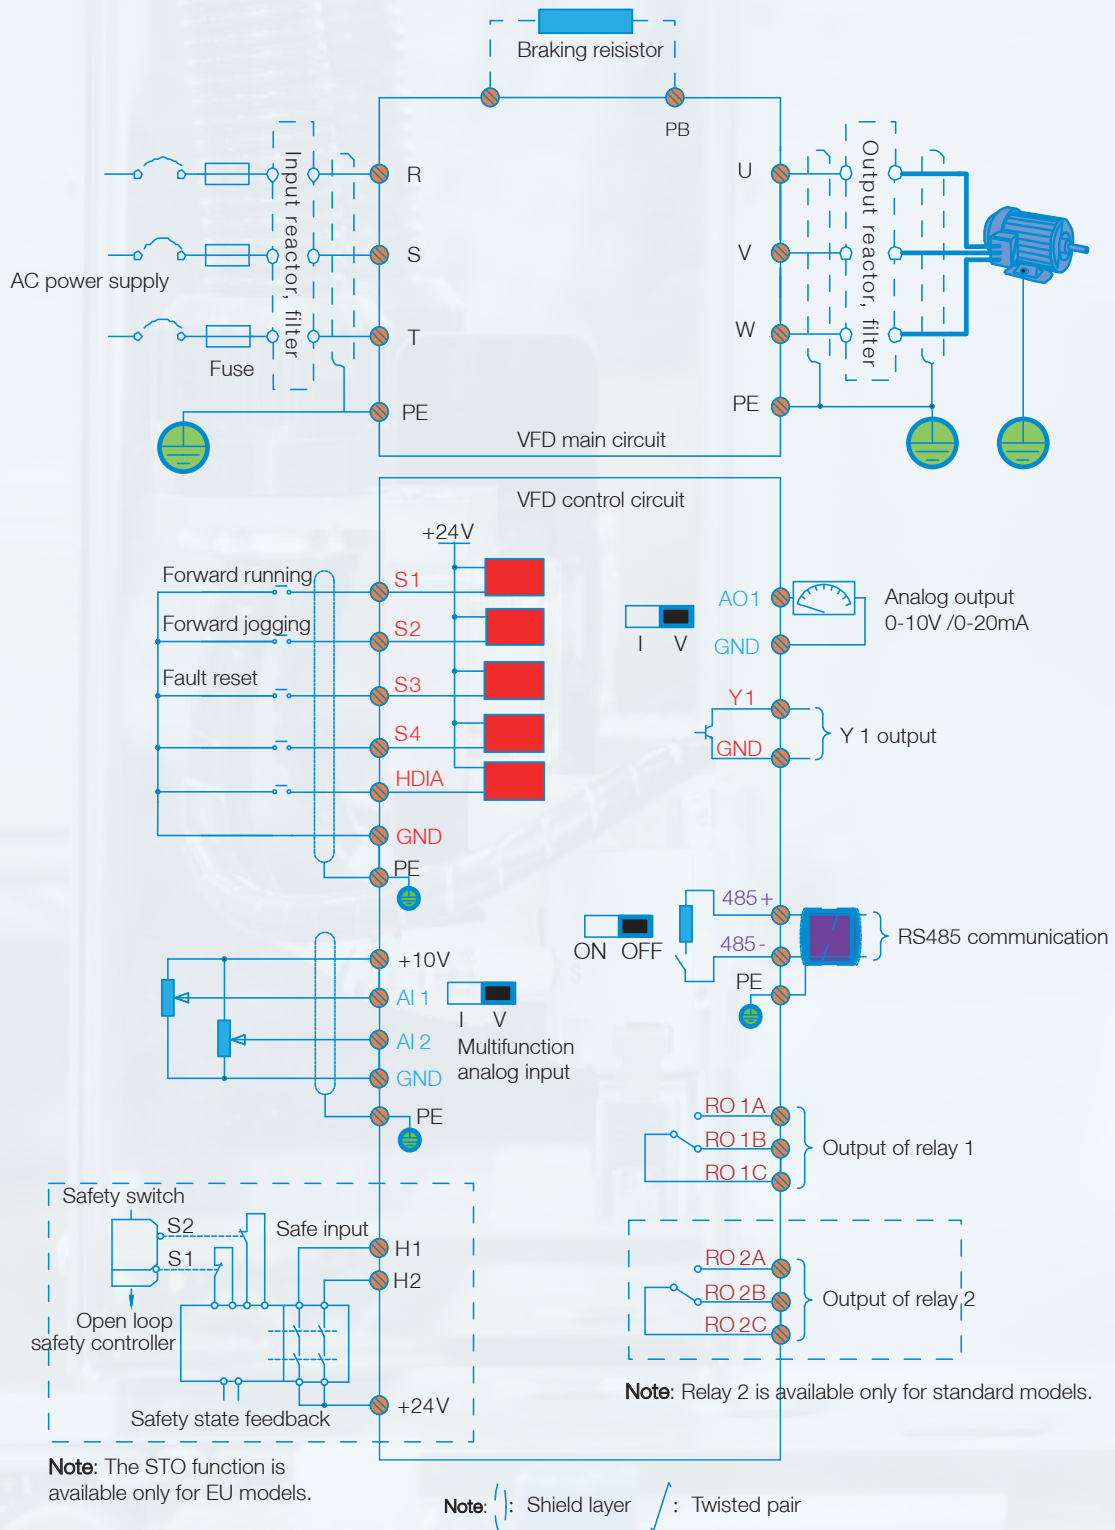 Braking reisistor
PB
R
U
Input reactor, filter
Output reactor, filter
S
V
AC power supply
T
W
Fuse
PE
PE
VFD main circuit
VFD control circuit
+24V
Forward running
S1
Forward jogging
S2
Fault reset
S3
S4
HDIA
GND
PE
AO1
I V
GND
Analog output
0-10V /0-20mA
Y1
GND
Y 1 output
485+
ON OFF
485-
RS485 communication
PE
+10V
AI 1
I V
AI 2
Multifunction
analog input
GND
PE
RO 1A
RO 1B
RO 1C
Output of relay 1
Safety switch
S2
S1
Safe input
H1
H2
Open loop
safety controller
Safety state feedback
+24V
RO 2A
RO 2B
RO 2C
Output of relay 2
Note: Relay 2 is available only for standard models.
Note: The STO function is
available only for EU models.
Note: : Shield layer : Twisted pair